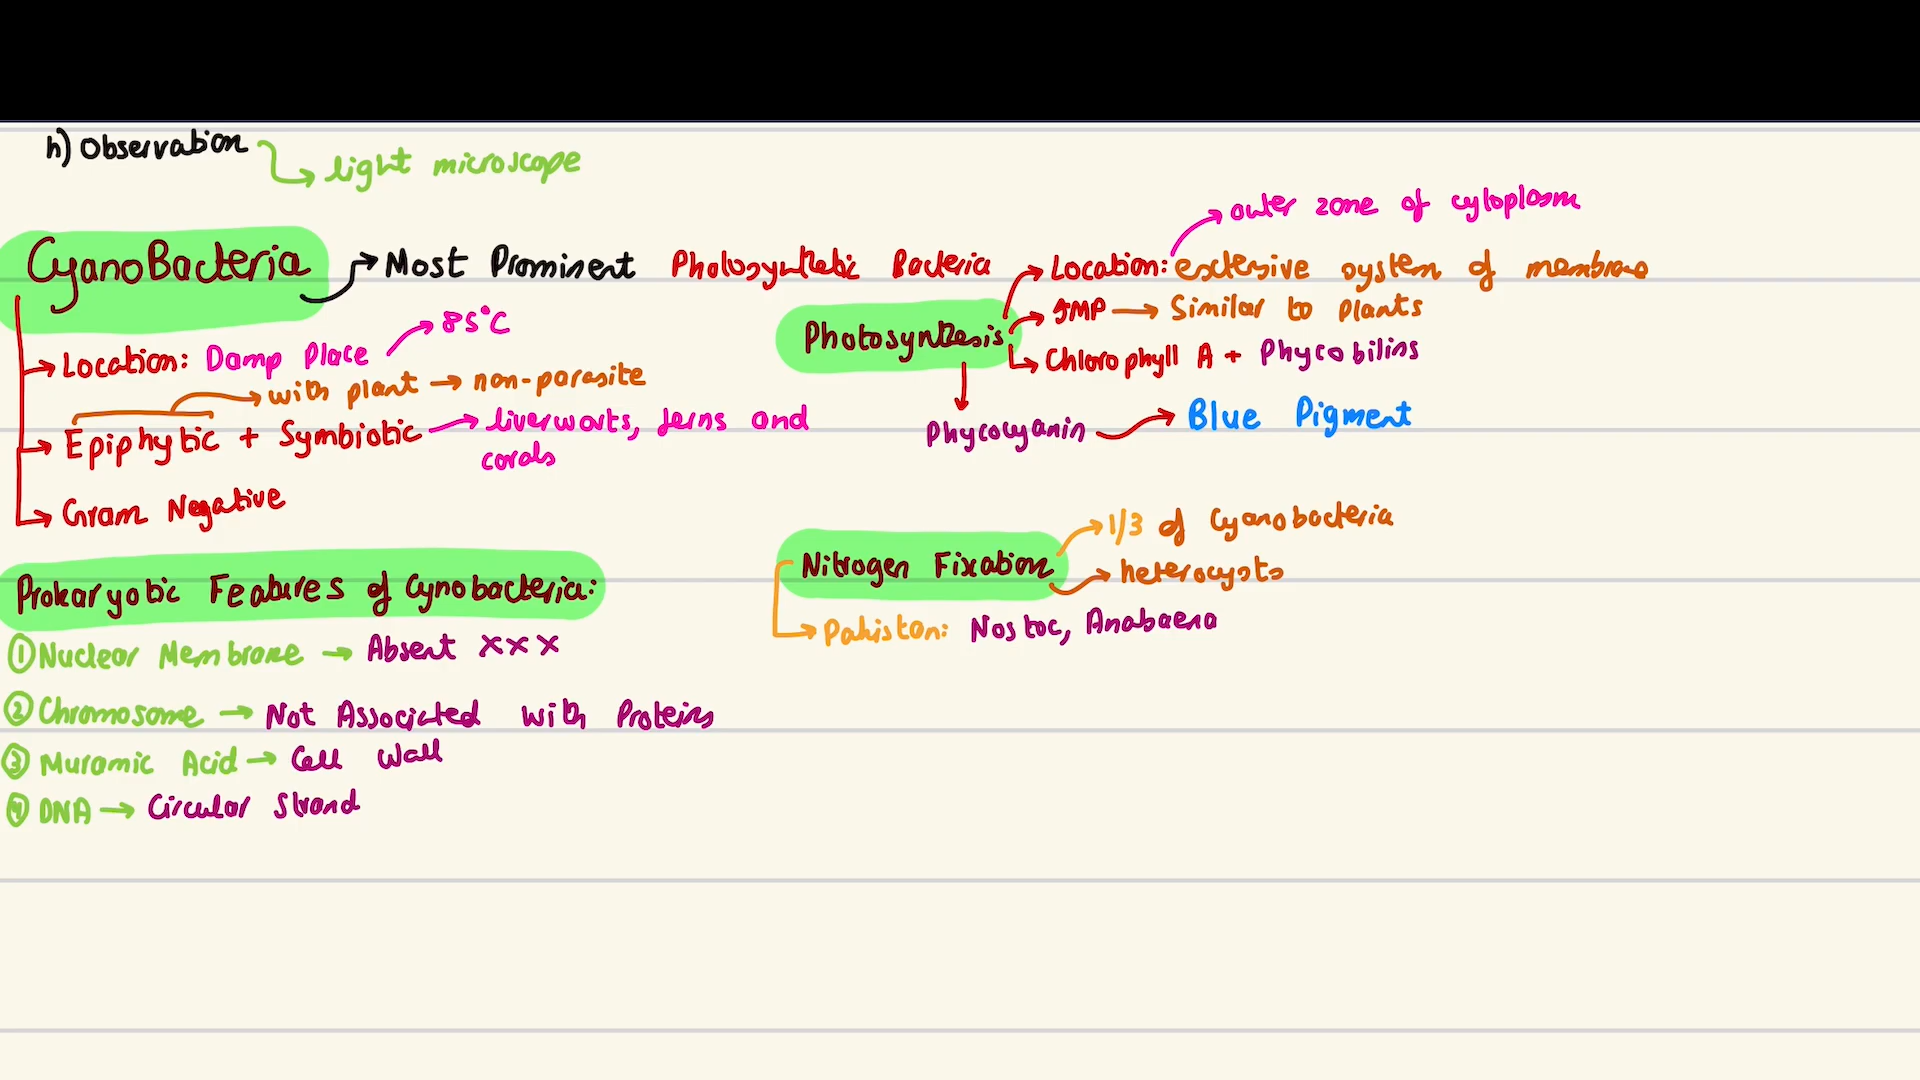 h) Observation → light microscope
CyanoBacteria → Most Prominent Photosynthetic Bacteria
→ Location: Damp Place → 85°C
→ with plant → non-parasite
→ Epiphytic + Symbiotic → liverworts, ferns and
corals
→ Gram Negative
Prokaryotic Features of Cynobacteria:
① Nuclear Membrane → Absent XXX
② Chromosome → Not Associated with Proteins
③ Muramic Acid → Cell Wall
④ DNA → Circular Strand
→ outer zone of cytoplasm
→ Location: extensive system of membrane
Photosynthesis
→ IMP → Similar to Plants
→ Chlorophyll A + Phycobilins
Phycocyanin → Blue Pigment
→ 1/3 of Cyanobacteria
Nitrogen Fixation
→ heterocysts
→ Pakistan: Nostoc, Anabaena